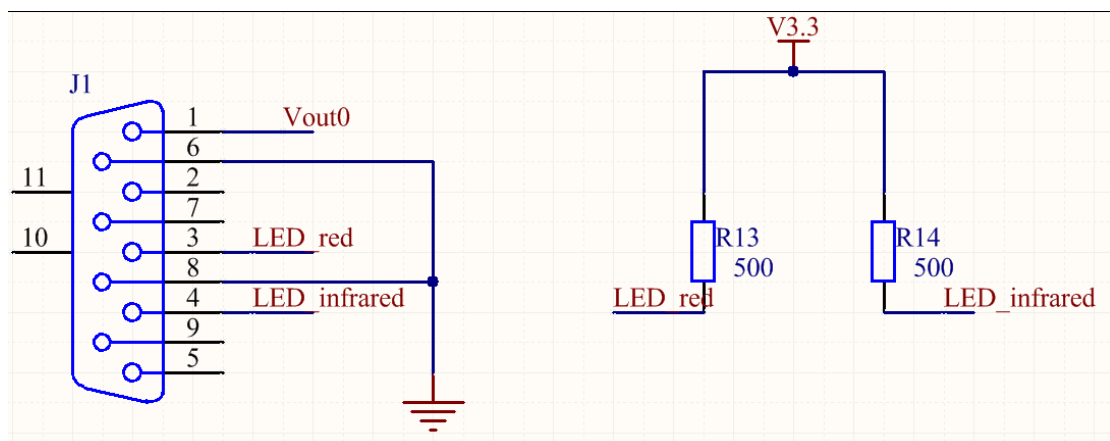 J1
1 Vout0
6
11
2
7
10
3 LED_red
8
4 LED_infrared
9
5
V3.3
R13
500
LED_red
R14
500
LED_infrared